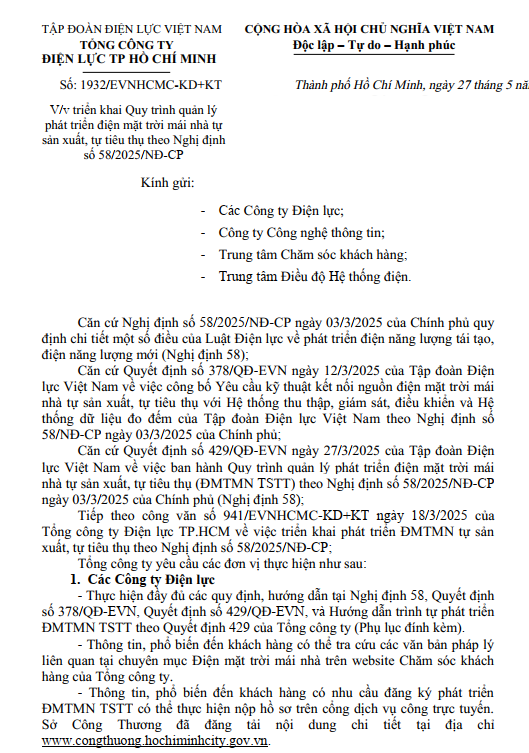 TẬP ĐOÀN ĐIỆN LỰC VIỆT NAM
TỔNG CÔNG TY
ĐIỆN LỰC TP HỒ CHÍ MINH
CỘNG HÒA XÃ HỘI CHỦ NGHĨA VIỆT NAM
Độc lập – Tự do – Hạnh phúc
Số: 1932/EVNHCMC-KD+KT
Thành phố Hồ Chí Minh, ngày 27 tháng 5
V/v triển khai Quy trình quản lý
phát triển điện mặt trời mái nhà tự
sản xuất, tự tiêu thụ theo Nghị định
số 58/2025/NĐ-CP
Kính gửi:
- Các Công ty Điện lực;
- Công ty Công nghệ thông tin;
- Trung tâm Chăm sóc khách hàng;
- Trung tâm Điều độ Hệ thống điện.
Căn cứ Nghị định số 58/2025/NĐ-CP ngày 03/3/2025 của Chính phủ quy
định chi tiết một số điều của Luật Điện lực về phát triển điện năng lượng tái tạo,
điện năng lượng mới (Nghị định 58);
Căn cứ Quyết định số 378/QĐ-EVN ngày 12/3/2025 của Tập đoàn Điện
lực Việt Nam về việc công bố Yêu cầu kỹ thuật kết nối nguồn điện mặt trời mái
nhà tự sản xuất, tự tiêu thụ với Hệ thống thu thập, giám sát, điều khiển và Hệ
thống dữ liệu đo đếm của Tập đoàn Điện lực Việt Nam theo Nghị định số
58/NĐ-CP ngày 03/3/2025 của Chính phủ;
Căn cứ Quyết định số 429/QĐ-EVN ngày 27/3/2025 của Tập đoàn Điện
lực Việt Nam về việc ban hành Quy trình quản lý phát triển điện mặt trời mái
nhà tự sản xuất, tự tiêu thụ (ĐMTMN TSTT) theo Nghị định số 58/2025/NĐ-CP
ngày 03/3/2025 của Chính phủ (Nghị định 58);
Tiếp theo công văn số 941/EVNHCMC-KD+KT ngày 18/3/2025 của
Tổng công ty Điện lực TP.HCM về việc triển khai phát triển ĐMTMN tự sản
xuất, tự tiêu thụ theo Nghị định số 58/2025/NĐ-CP;
Tổng công ty yêu cầu các đơn vị thực hiện như sau:
1. Các Công ty Điện lực
- Thực hiện đầy đủ các quy định, hướng dẫn tại Nghị định 58, Quyết định
số 378/QĐ-EVN, Quyết định số 429/QĐ-EVN, và Hướng dẫn trình tự phát triển
ĐMTMN TSTT theo Quyết định 429 của Tổng công ty (Phụ lục đính kèm).
- Thông tin, phổ biến đến khách hàng có thể tra cứu các văn bản pháp lý
liên quan tại chuyên mục Điện mặt trời mái nhà trên website Chăm sóc khách
hàng của Tổng công ty.
- Thông tin, phổ biến đến khách hàng có nhu cầu đăng ký phát triển
ĐMTMN TSTT có thể thực hiện nộp hồ sơ trên cổng dịch vụ công trực tuyến.
Sở Công Thương đã đăng tải nội dung chi tiết tại địa chỉ
www.congthuong.hochiminhcity.gov.vn.